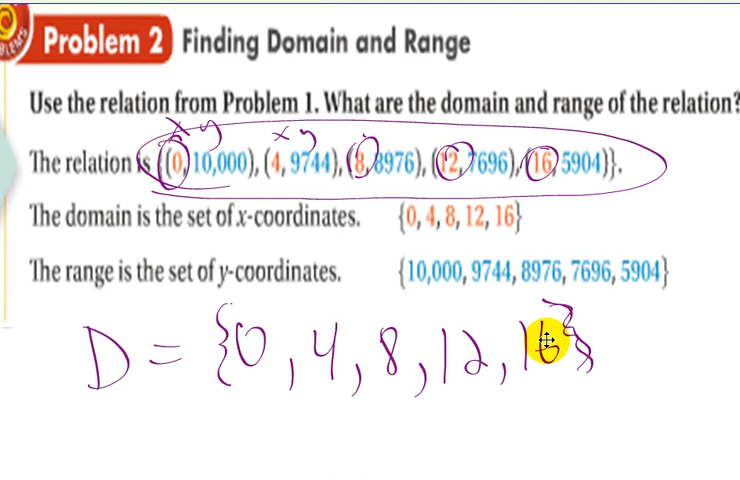 Problem 2 Finding Domain and Range
Use the relation from Problem 1. What are the domain and range of the relation?
x y x y
The relation is {(0, 10,000), (4, 9744), (8, 8976), (12, 7696), (16, 5904)}.
The domain is the set of x-coordinates. {0, 4, 8, 12, 16}
The range is the set of y-coordinates. {10,000, 9744, 8976, 7696, 5904}
D = {0, 4, 8, 12, 16}